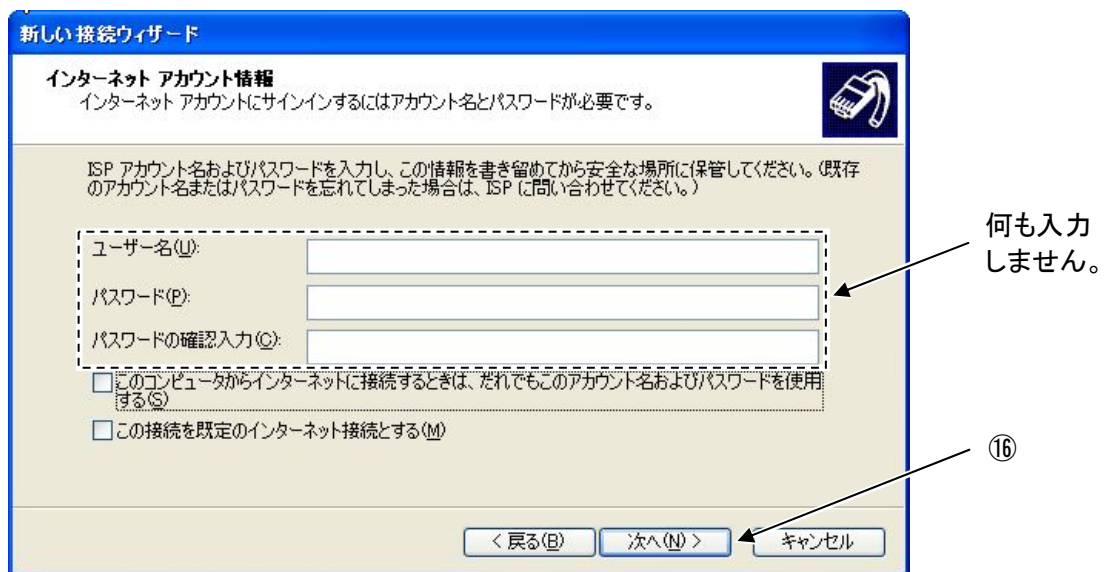 新しい接続ウィザード
インターネット アカウント情報
インターネット アカウントにサインインするにはアカウント名とパスワードが必要です。
ISP アカウント名およびパスワードを入力し、この情報を書き留めてから安全な場所に保管してください。(既存
のアカウント名またはパスワードを忘れてしまった場合は、ISP に問い合わせてください。)
ユーザー名(U):
パスワード(P):
パスワードの確認入力(C):
何も入力
しません。
このコンピュータからインターネットに接続するときは、だれでもこのアカウント名およびパスワードを使用
する(S)
この接続を既定のインターネット接続とする(M)
⑯
< 戻る(B)
次へ(N) >
キャンセル